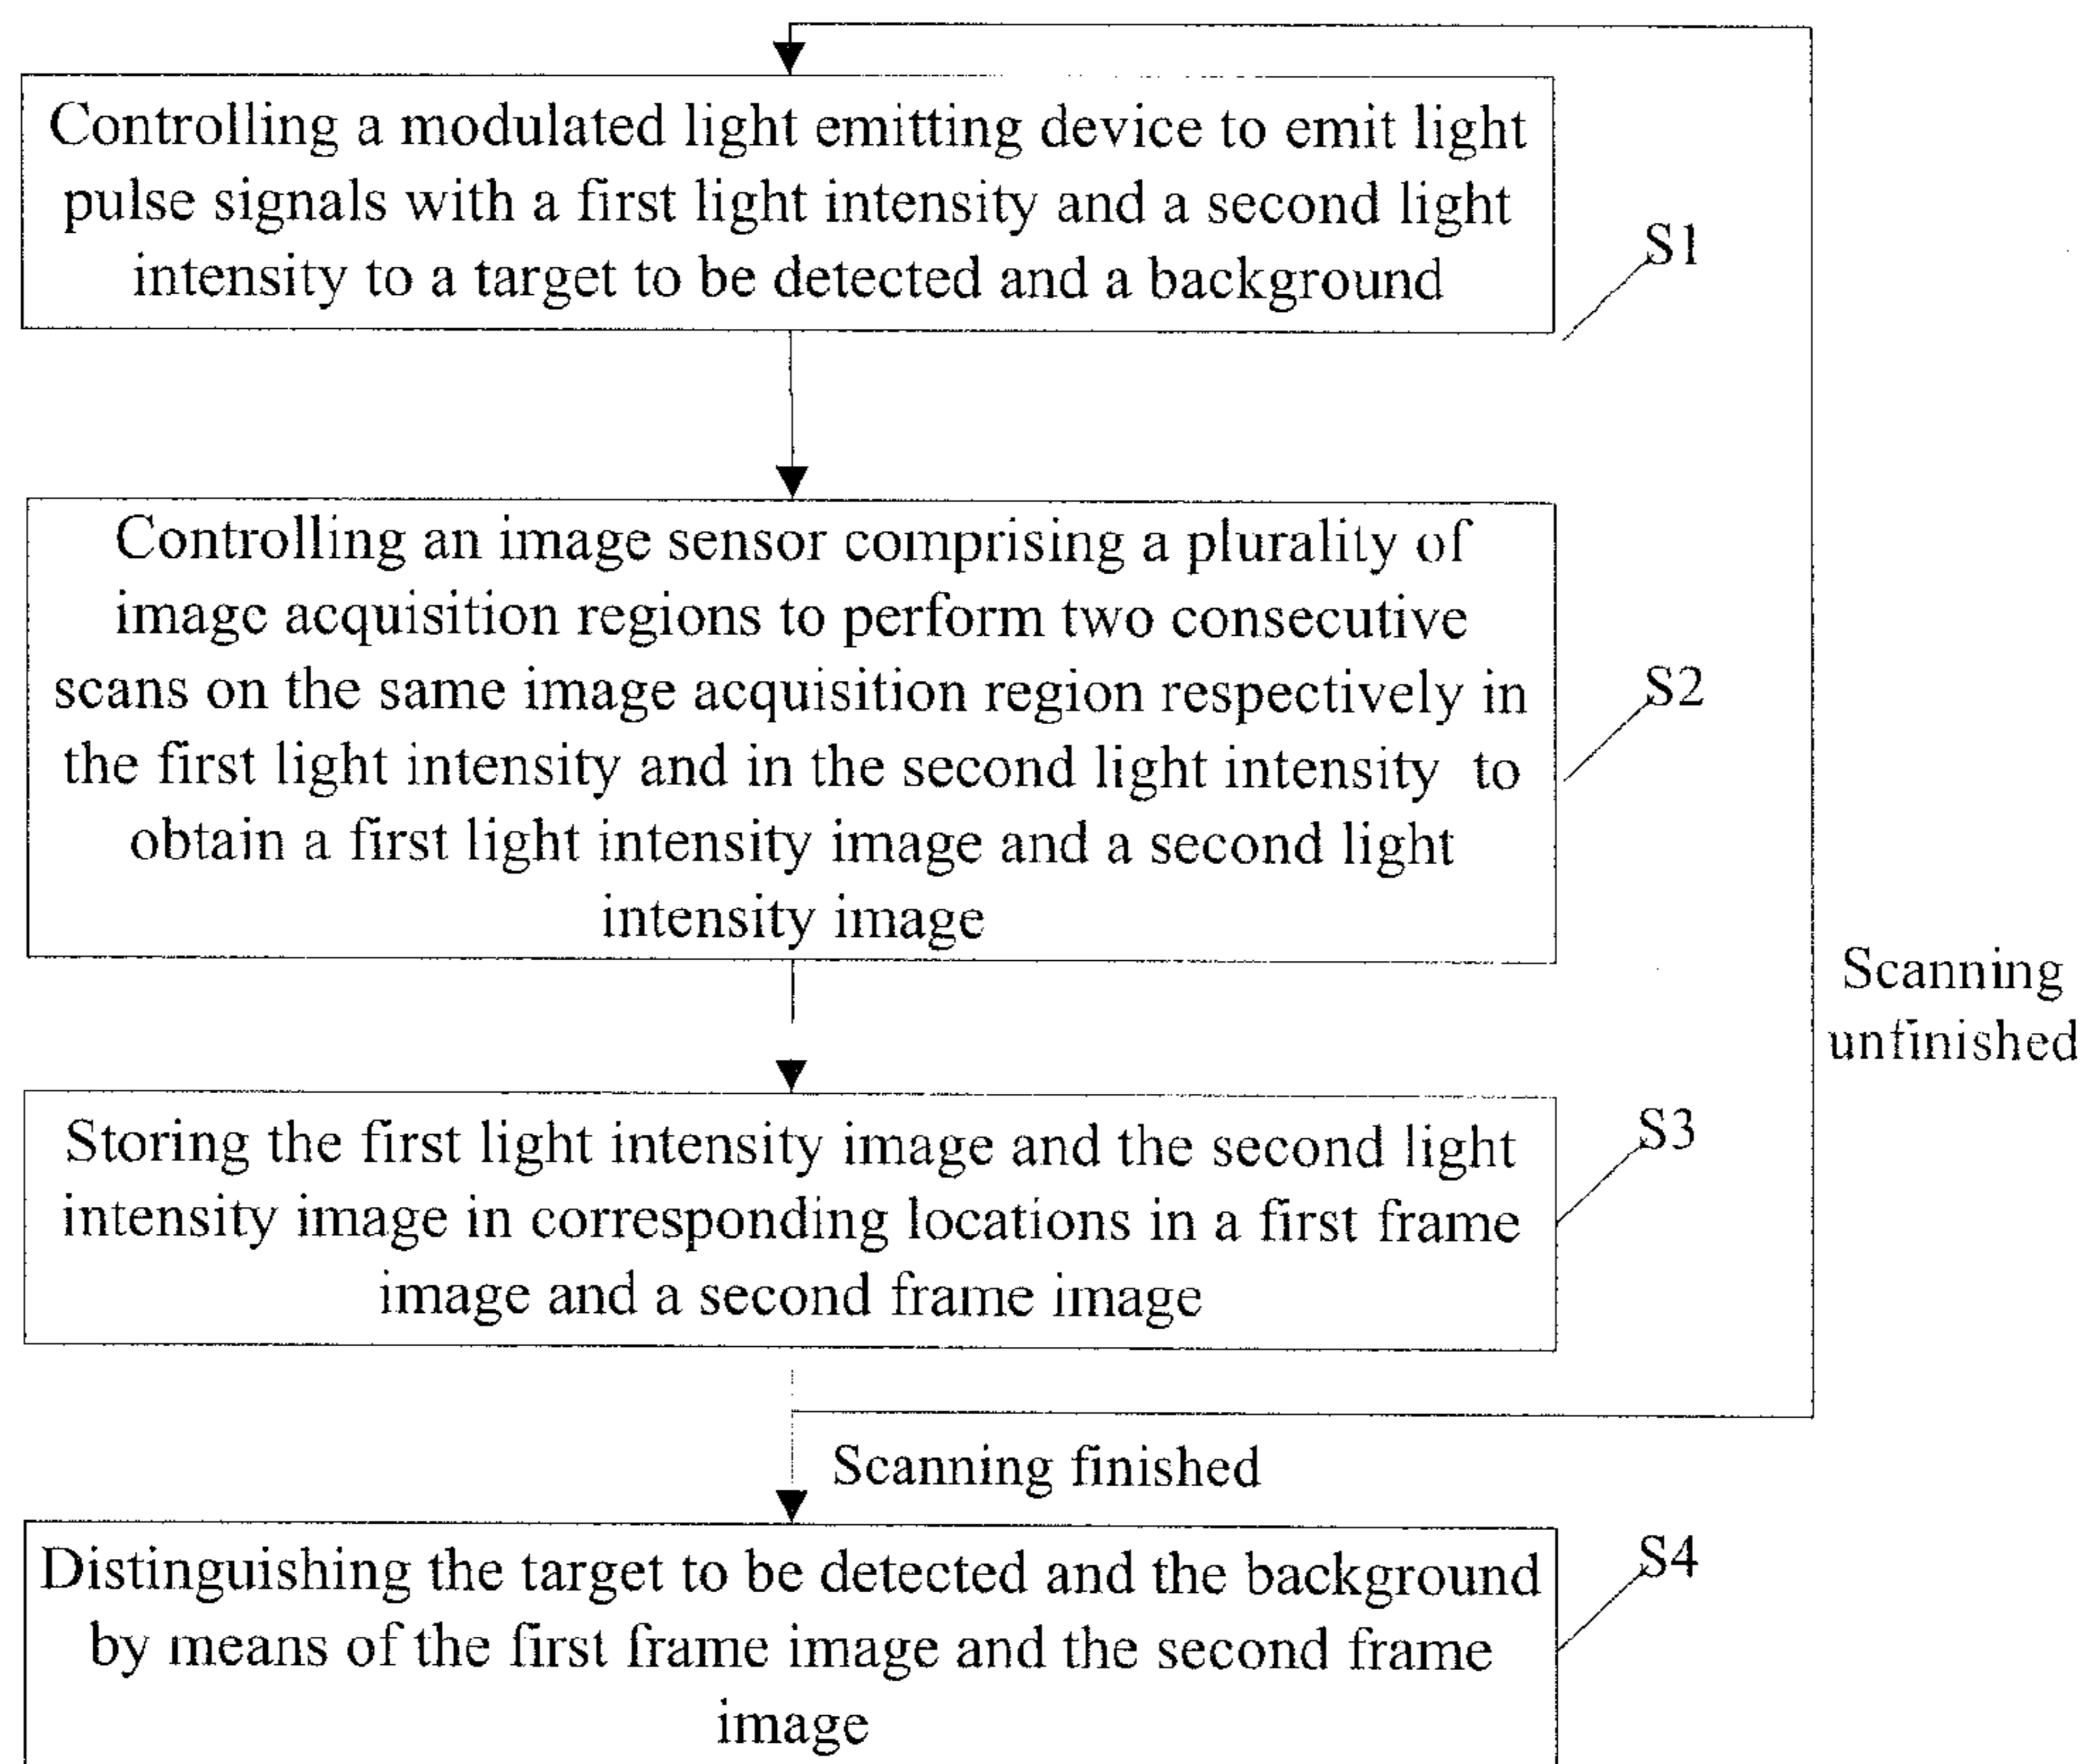 Controlling a modulated light emitting device to emit light
pulse signals with a first light intensity and a second light
intensity to a target to be detected and a background
S1
Controlling an image sensor comprising a plurality of
image acquisition regions to perform two consecutive
scans on the same image acquisition region respectively in
the first light intensity and in the second light intensity to
obtain a first light intensity image and a second light
intensity image
S2
Scanning
unfinished
Storing the first light intensity image and the second light
intensity image in corresponding locations in a first frame
image and a second frame image
S3
Scanning finished
Distinguishing the target to be detected and the background
by means of the first frame image and the second frame
image
S4